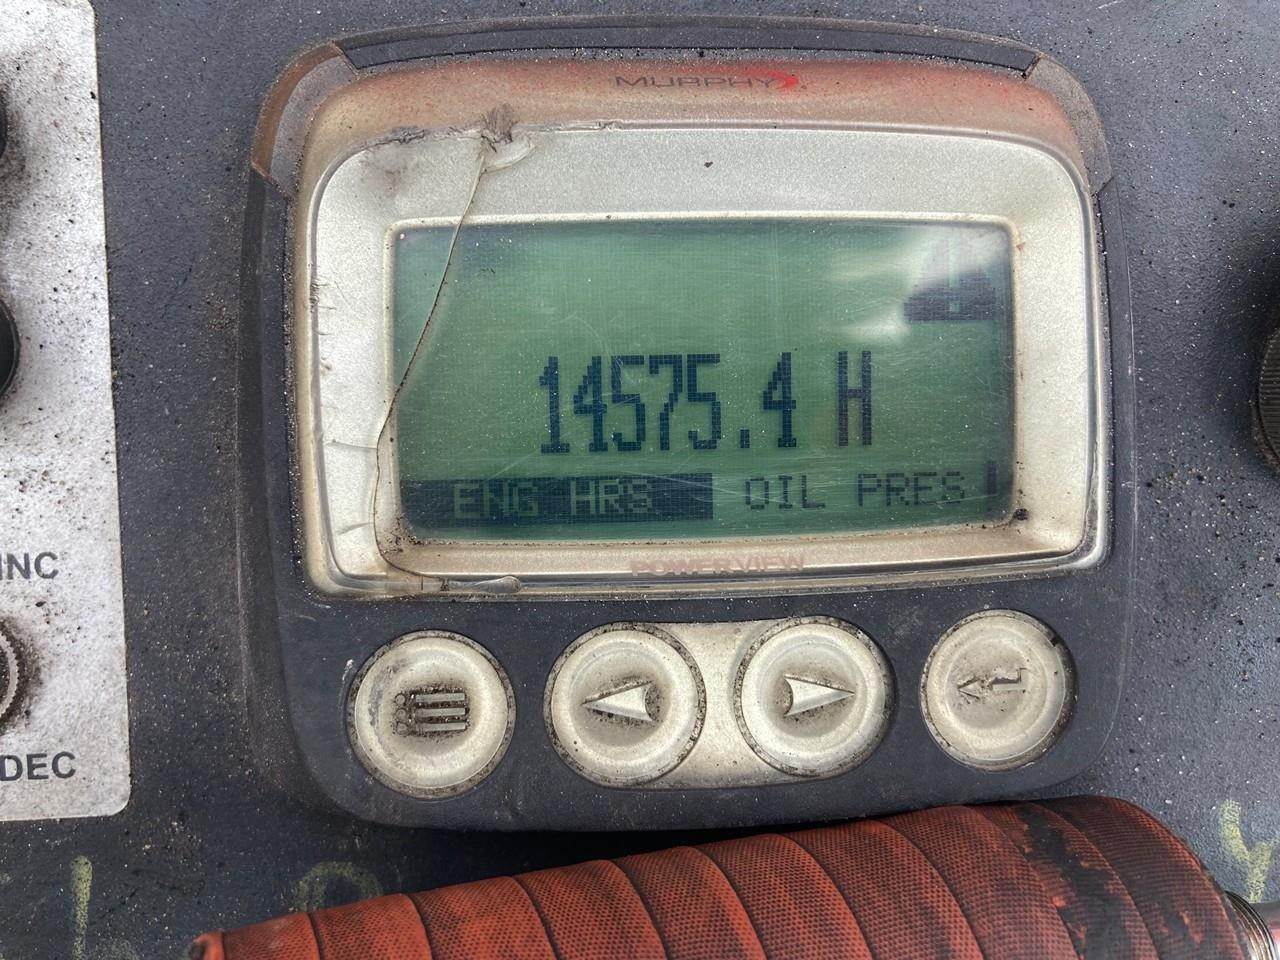 MURPHY
14575.4 H
ENG HRS OIL PRES
POWERVIEW
INC
DEC